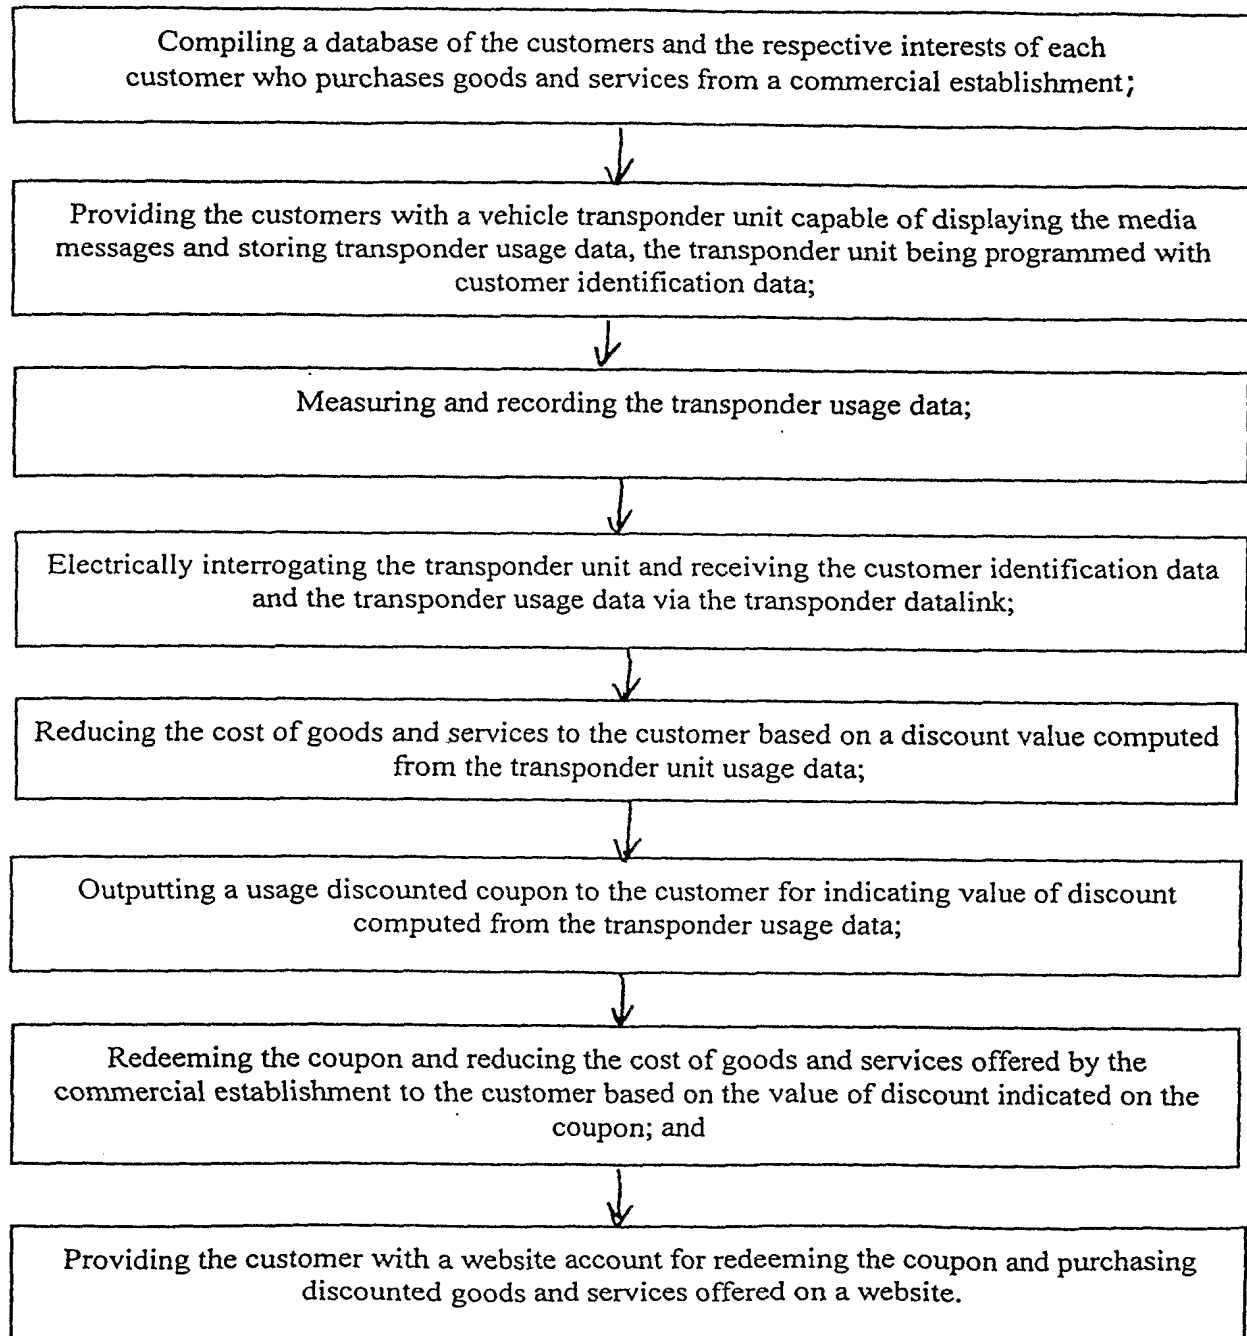 Compiling a database of the customers and the respective interests of each
customer who purchases goods and services from a commercial establishment;
Providing the customers with a vehicle transponder unit capable of displaying the media
messages and storing transponder usage data, the transponder unit being programmed with
customer identification data;
Measuring and recording the transponder usage data;
Electrically interrogating the transponder unit and receiving the customer identification data
and the transponder usage data via the transponder datalink;
Reducing the cost of goods and services to the customer based on a discount value computed
from the transponder unit usage data;
Outputting a usage discounted coupon to the customer for indicating value of discount
computed from the transponder usage data;
Redeeming the coupon and reducing the cost of goods and services offered by the
commercial establishment to the customer based on the value of discount indicated on the
coupon; and
Providing the customer with a website account for redeeming the coupon and purchasing
discounted goods and services offered on a website.